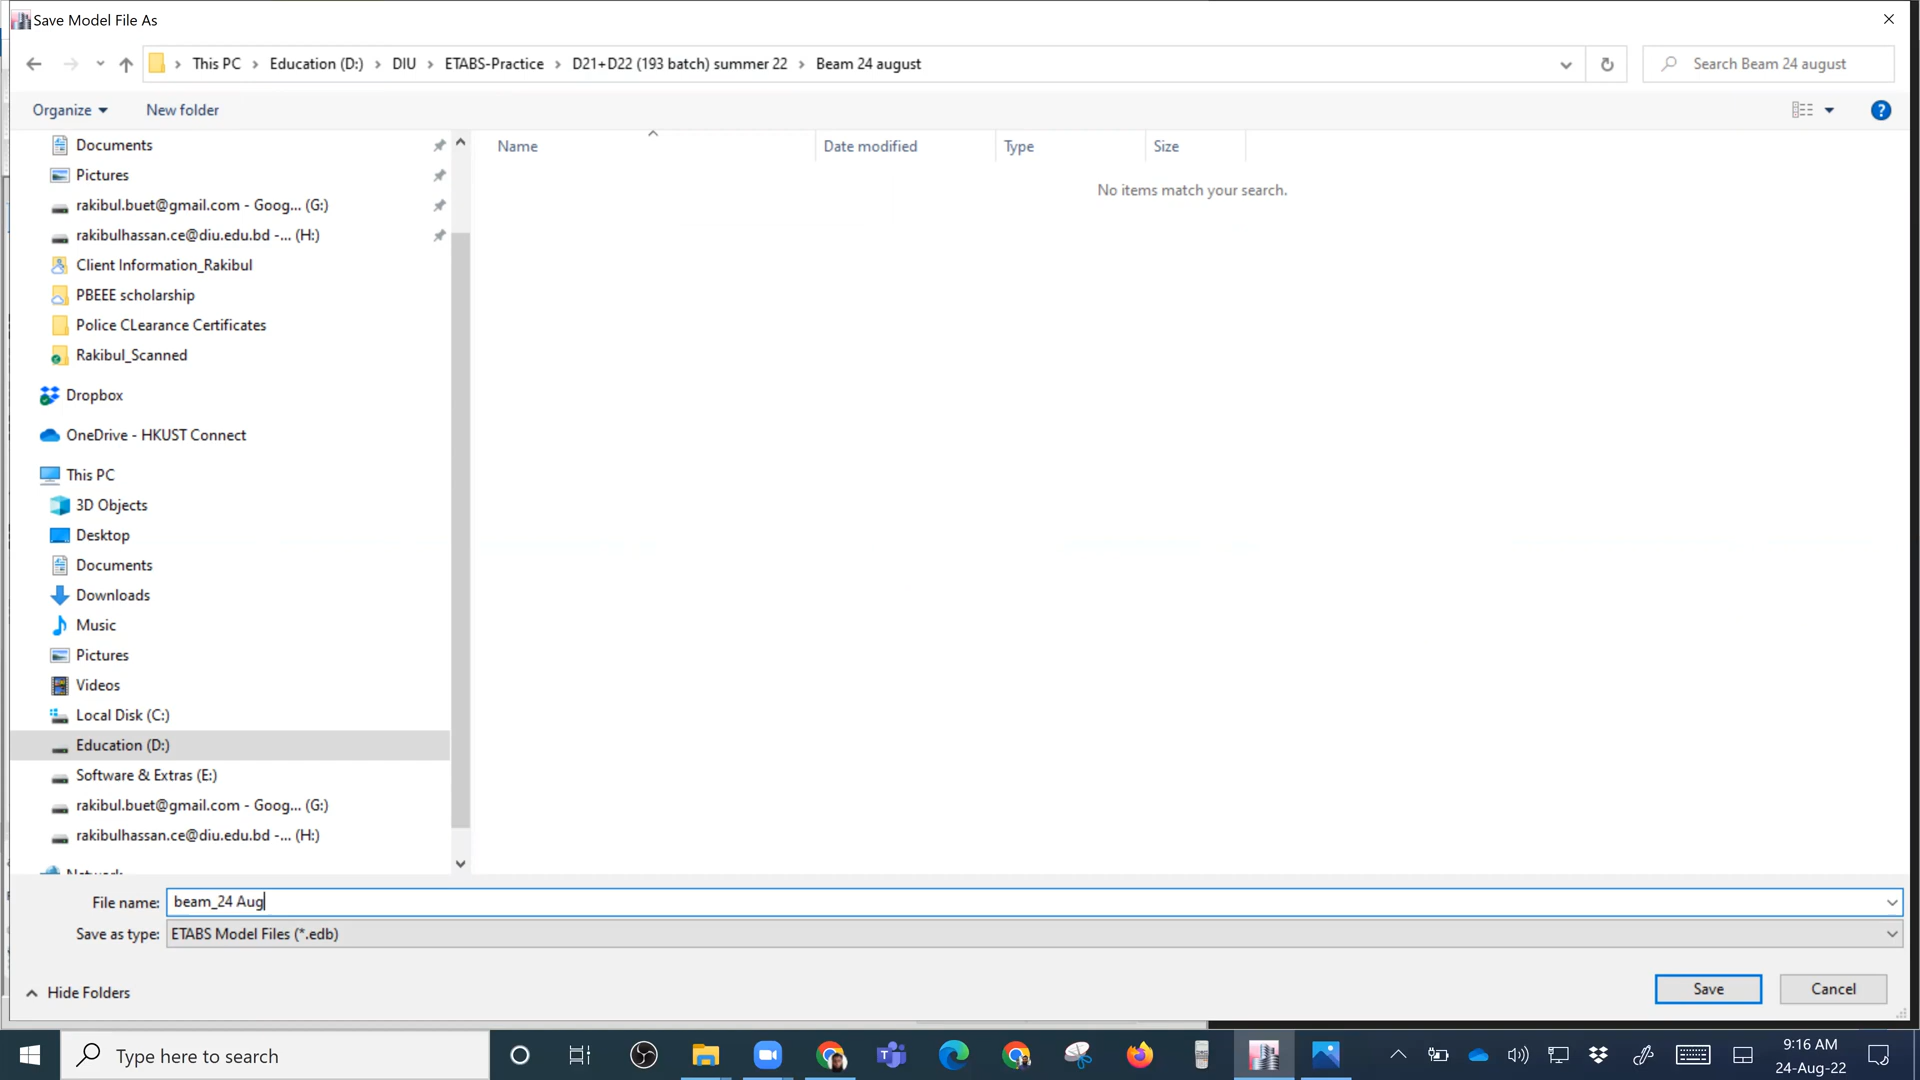 Save Model File As
This PC > Education (D:) > DIU > ETABS-Practice > D21+D22 (193 batch) summer 22 > Beam 24 august
Search Beam 24 august
Organize
New folder
Name
Date modified
Type
Size
No items match your search.
Documents
Pictures
rakibul.buet@gmail.com - Goog... (G:)
rakibulhassan.ce@diu.edu.bd -... (H:)
Client Information_Rakibul
PBEEE scholarship
Police CLearance Certificates
Rakibul_Scanned
Dropbox
OneDrive - HKUST Connect
This PC
3D Objects
Desktop
Documents
Downloads
Music
Pictures
Videos
Local Disk (C:)
Education (D:)
Software & Extras (E:)
rakibul.buet@gmail.com - Goog... (G:)
rakibulhassan.ce@diu.edu.bd -... (H:)
Network
File name: beam_24 Aug
Save as type: ETABS Model Files (*.edb)
Hide Folders
Save
Cancel
Type here to search
9:16 AM
24-Aug-22